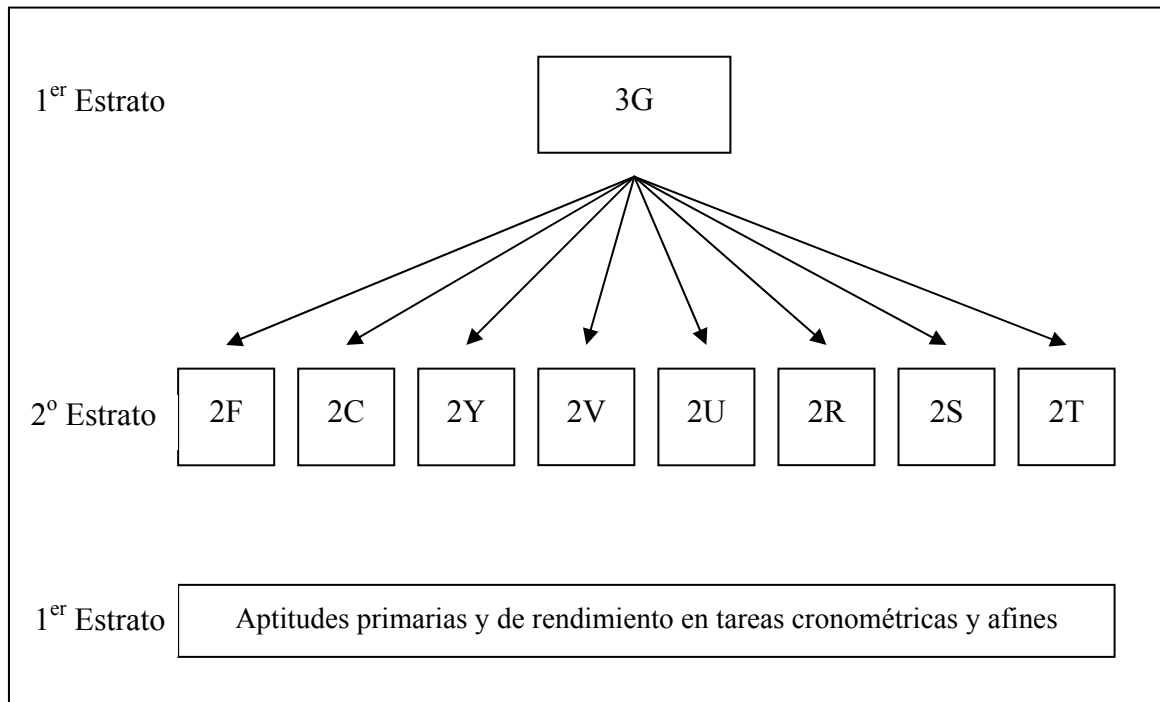 1er Estrato
3G
2º Estrato
2F 2C 2Y 2V 2U 2R 2S 2T
1er Estrato
Aptitudes primarias y de rendimiento en tareas cronométricas y afines